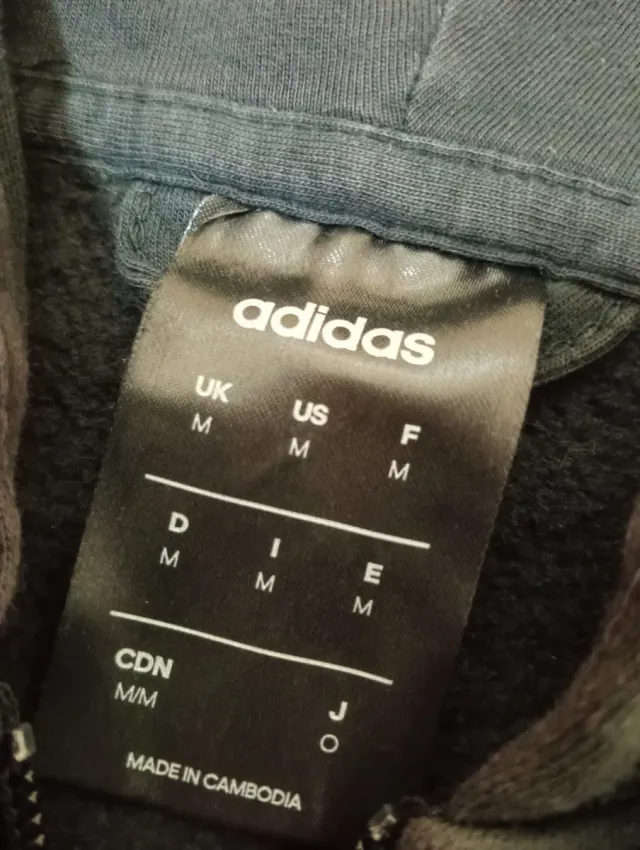 adidas
UK US F
M M M
D I E
M M M
CDN J
M/M O
MADE IN CAMBODIA